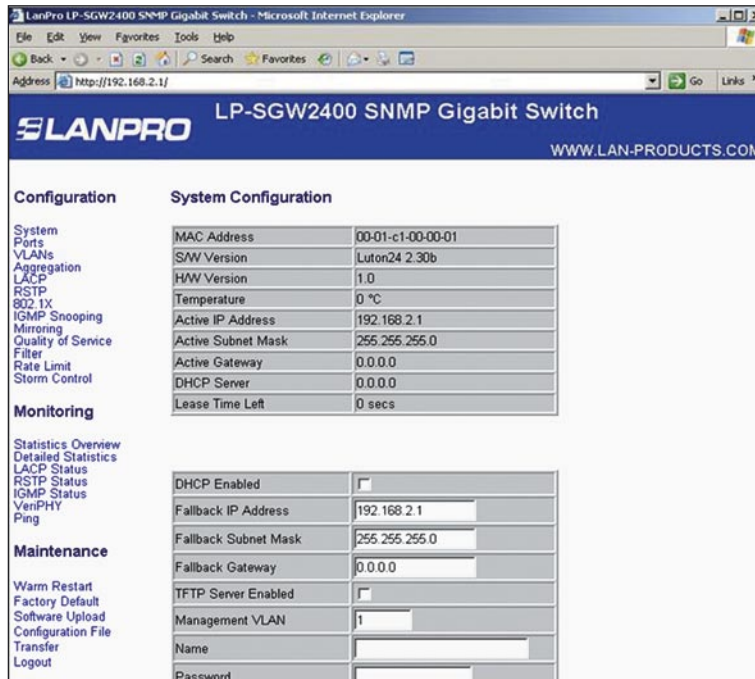 LanPro LP-SGW2400 SNMP Gigabit Switch - Microsoft Internet Explorer
File Edit View Favorites Tools Help
Back Search Favorites
Address http://192.168.2.1/ Go Links
LANPRO
LP-SGW2400 SNMP Gigabit Switch
WWW.LAN-PRODUCTS.COM
Configuration
System
Ports
VLANs
Aggregation
LACP
RSTP
802.1X
IGMP Snooping
Mirroring
Quality of Service
Filter
Rate Limit
Storm Control
Monitoring
Statistics Overview
Detailed Statistics
LACP Status
RSTP Status
IGMP Status
VeriPHY
Ping
Maintenance
Warm Restart
Factory Default
Software Upload
Configuration File
Transfer
Logout
System Configuration
MAC Address 00-01-c1-00-00-01
S/W Version Luton24 2.30b
H/W Version 1.0
Temperature 0 °C
Active IP Address 192.168.2.1
Active Subnet Mask 255.255.255.0
Active Gateway 0.0.0.0
DHCP Server 0.0.0.0
Lease Time Left 0 secs
DHCP Enabled
Fallback IP Address 192.168.2.1
Fallback Subnet Mask 255.255.255.0
Fallback Gateway 0.0.0.0
TFTP Server Enabled
Management VLAN 1
Name
Password